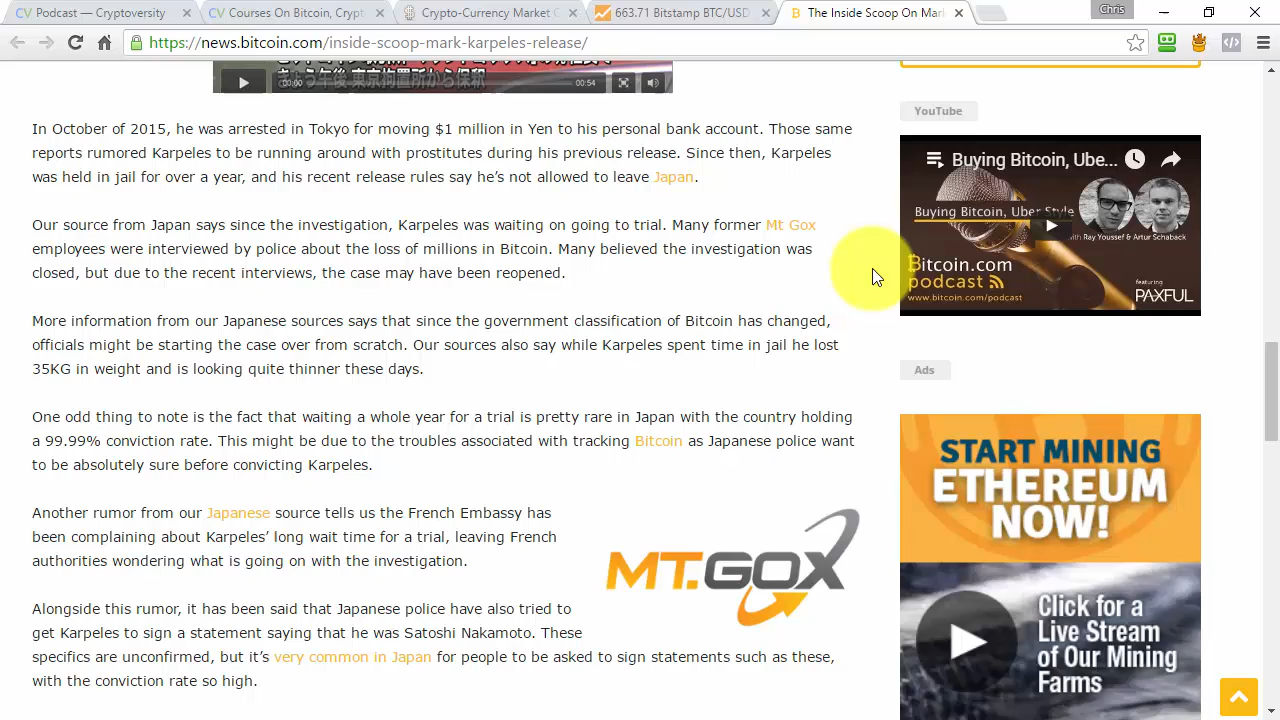 CV Podcast — Cryptoversity
CV Courses On Bitcoin, Crypt
Crypto-Currency Market C
663.71 Bitstamp BTC/USD
B The Inside Scoop On Mar
Chris
https://news.bitcoin.com/inside-scoop-mark-karpeles-release/
きょう午後 東京拘置所から保釈
00:00
00:54
In October of 2015, he was arrested in Tokyo for moving $1 million in Yen to his personal bank account. Those same
reports rumored Karpeles to be running around with prostitutes during his previous release. Since then, Karpeles
was held in jail for over a year, and his recent release rules say he’s not allowed to leave Japan.
Our source from Japan says since the investigation, Karpeles was waiting on going to trial. Many former Mt Gox
employees were interviewed by police about the loss of millions in Bitcoin. Many believed the investigation was
closed, but due to the recent interviews, the case may have been reopened.
More information from our Japanese sources says that since the government classification of Bitcoin has changed,
officials might be starting the case over from scratch. Our sources also say while Karpeles spent time in jail he lost
35KG in weight and is looking quite thinner these days.
One odd thing to note is the fact that waiting a whole year for a trial is pretty rare in Japan with the country holding
a 99.99% conviction rate. This might be due to the troubles associated with tracking Bitcoin as Japanese police want
to be absolutely sure before convicting Karpeles.
Another rumor from our Japanese source tells us the French Embassy has
been complaining about Karpeles’ long wait time for a trial, leaving French
authorities wondering what is going on with the investigation.
MT.GOX
Alongside this rumor, it has been said that Japanese police have also tried to
get Karpeles to sign a statement saying that he was Satoshi Nakamoto. These
specifics are unconfirmed, but it’s very common in Japan for people to be asked to sign statements such as these,
with the conviction rate so high.
YouTube
Buying Bitcoin, Ube...
Buying Bitcoin, Uber Style
with Ray Youssef & Artur Schaback
Bitcoin.com
podcast
www.bitcoin.com/podcast
featuring
PAXFUL
Ads
START MINING
ETHEREUM
NOW!
Click for a
Live Stream
of Our Mining
Farms